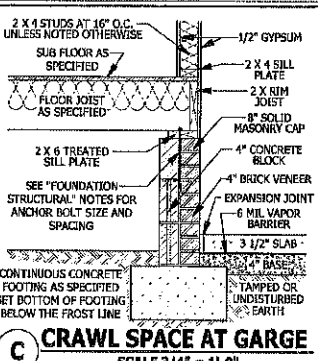 2 X 4 STUDS AT 16" O.C.
UNLESS NOTED OTHERWISE
SUB FLOOR AS
SPECIFIED
FLOOR JOIST
AS SPECIFIED
2 X 6 TREATED
SILL PLATE
SEE "FOUNDATION
STRUCTURAL" NOTES FOR
ANCHOR BOLT SIZE AND
SPACING
CONTINUOUS CONCRETE
FOOTING AS SPECIFIED
SET BOTTOM OF FOOTING
BELOW THE FROST LINE
1/2" GYPSUM
2 X 4 SILL
PLATE
2 X RIM
JOIST
8" SOLID
MASONRY CAP
4" CONCRETE
BLOCK
4" BRICK VENEER
EXPANSION JOINT
6 MIL VAPOR
BARRIER
3 1/2" SLAB
4" BASE
TAMPED OR
UNDISTURBED
EARTH
C CRAWL SPACE AT GARGE